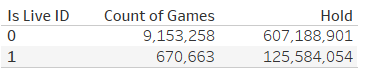 Is Live ID Count of Games Hold
0 9,153,258 607,188,901
1 670,663 125,584,054